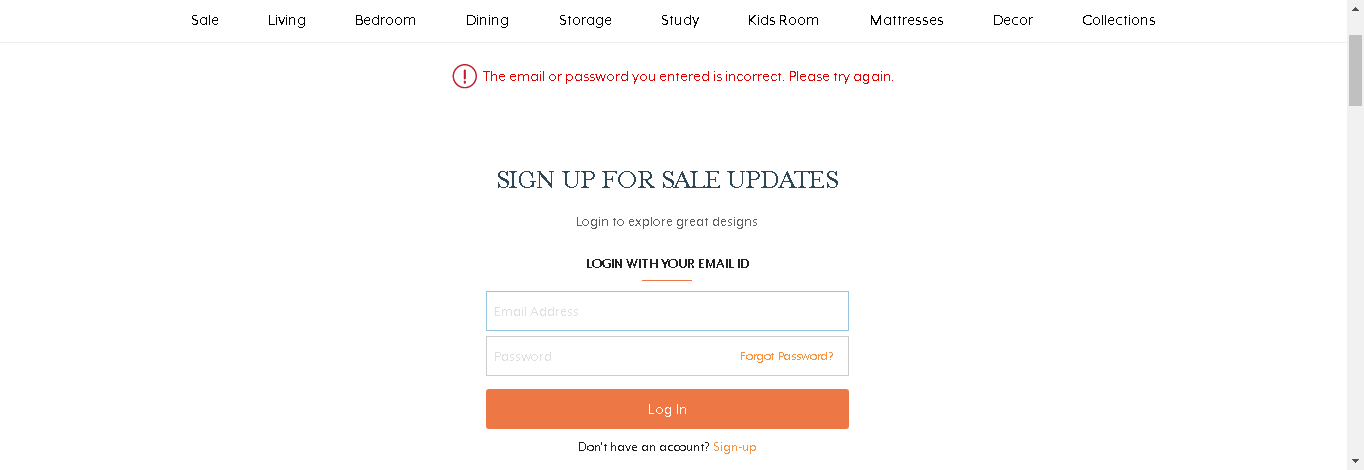 Sale Living Bedroom Dining Storage Study Kids Room Mattresses Decor Collections
The email or password you entered is incorrect. Please try again.
SIGN UP FOR SALE UPDATES
Login to explore great designs
LOGIN WITH YOUR EMAIL ID
Email Address
Password Forgot Password?
Log In
Don't have an account? Sign-up